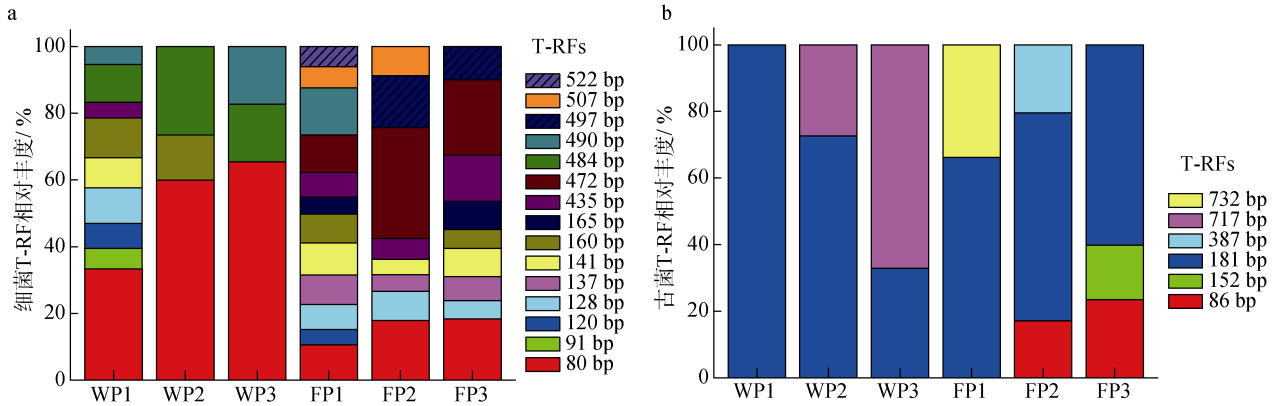 a
细菌T-RF相对丰度/ %
100
80
60
40
20
0
WP1 WP2 WP3 FP1 FP2 FP3
T-RFs
522 bp
507 bp
497 bp
490 bp
484 bp
472 bp
435 bp
165 bp
160 bp
141 bp
137 bp
128 bp
120 bp
91 bp
80 bp
b
古菌T-RF相对丰度/ %
100
80
60
40
20
0
WP1 WP2 WP3 FP1 FP2 FP3
T-RFs
732 bp
717 bp
387 bp
181 bp
152 bp
86 bp